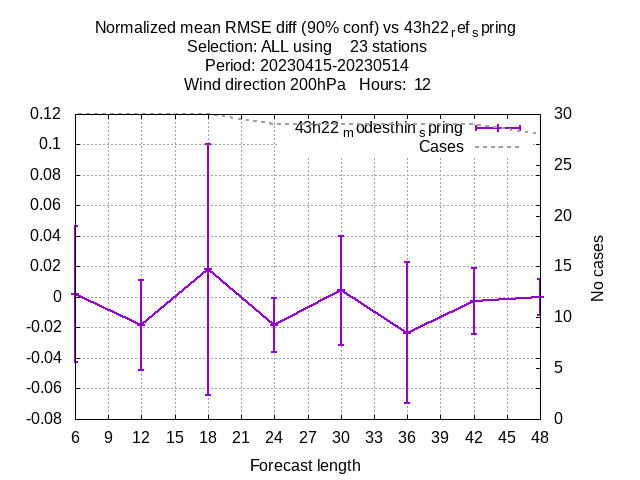 Normalized mean RMSE diff (90% conf) vs 43h22ref spring
Selection: ALL using 23 stations
Period: 20230415-20230514
Wind direction 200hPa Hours: 12
43h22modesthinspring
Cases
0.12
0.1
0.08
0.06
0.04
0.02
0
-0.02
-0.04
-0.06
-0.08
30
25
20
15
10
5
0
No cases
6 9 12 15 18 21 24 27 30 33 36 39 42 45 48
Forecast length